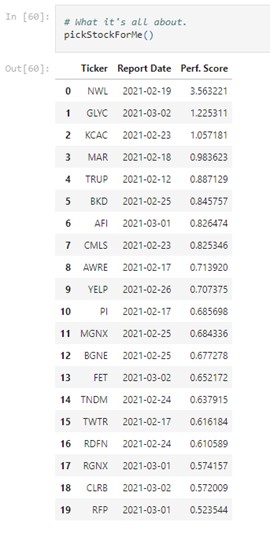 In [60]:
# What it's all about.
pickStockForMe()
Out[60]:
Ticker Report Date Perf. Score
0 NWL 2021-02-19 3.563221
1 GLYC 2021-03-02 1.225311
2 KCAC 2021-02-23 1.057181
3 MAR 2021-02-18 0.983623
4 TRUP 2021-02-12 0.887129
5 BKD 2021-02-25 0.845757
6 AFI 2021-03-01 0.826474
7 CMLS 2021-02-23 0.825346
8 AWRE 2021-02-17 0.713920
9 YELP 2021-02-26 0.707375
10 PI 2021-02-17 0.685698
11 MGNX 2021-02-25 0.684336
12 BGNE 2021-02-25 0.677278
13 FET 2021-03-02 0.652172
14 TNDM 2021-02-24 0.637915
15 TWTR 2021-02-17 0.616184
16 RDFN 2021-02-24 0.610589
17 RGNX 2021-03-01 0.574157
18 CLRB 2021-03-02 0.572009
19 RFP 2021-03-01 0.523544